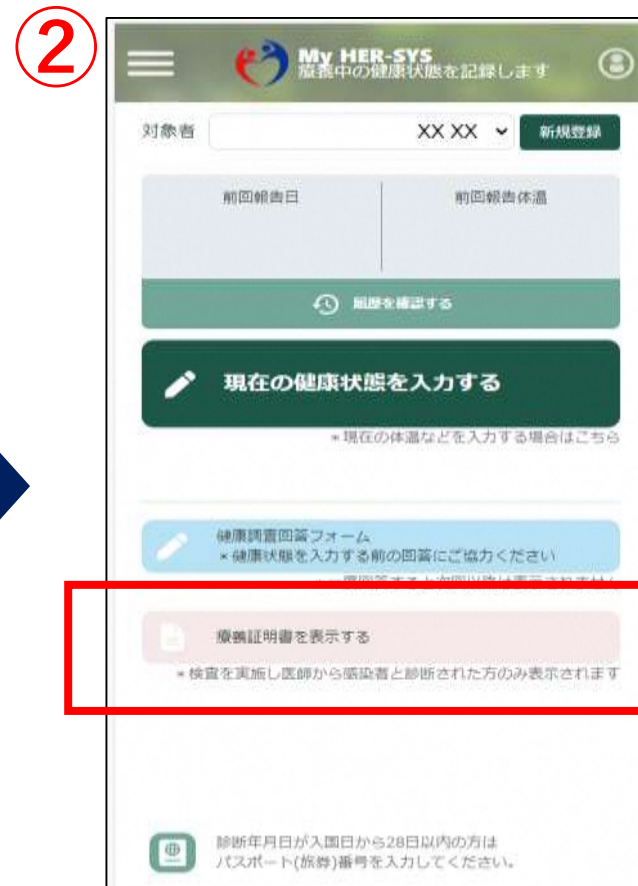 ②
My HER-SYS
療養中の健康状態を記録します
対象者 XX XX 新規登録
前回報告日 前回報告体温
履歴を確認する
現在の健康状態を入力する
*現在の体温などを入力する場合はこちら
健康調査回答フォーム
*健康状態を入力する前の回答にご協力ください
療養証明書を表示する
*検査を実施し医師から感染者と診断された方のみ表示されます
診断年月日が入国日から28日以内の方は
パスポート(旅券)番号を入力してください。